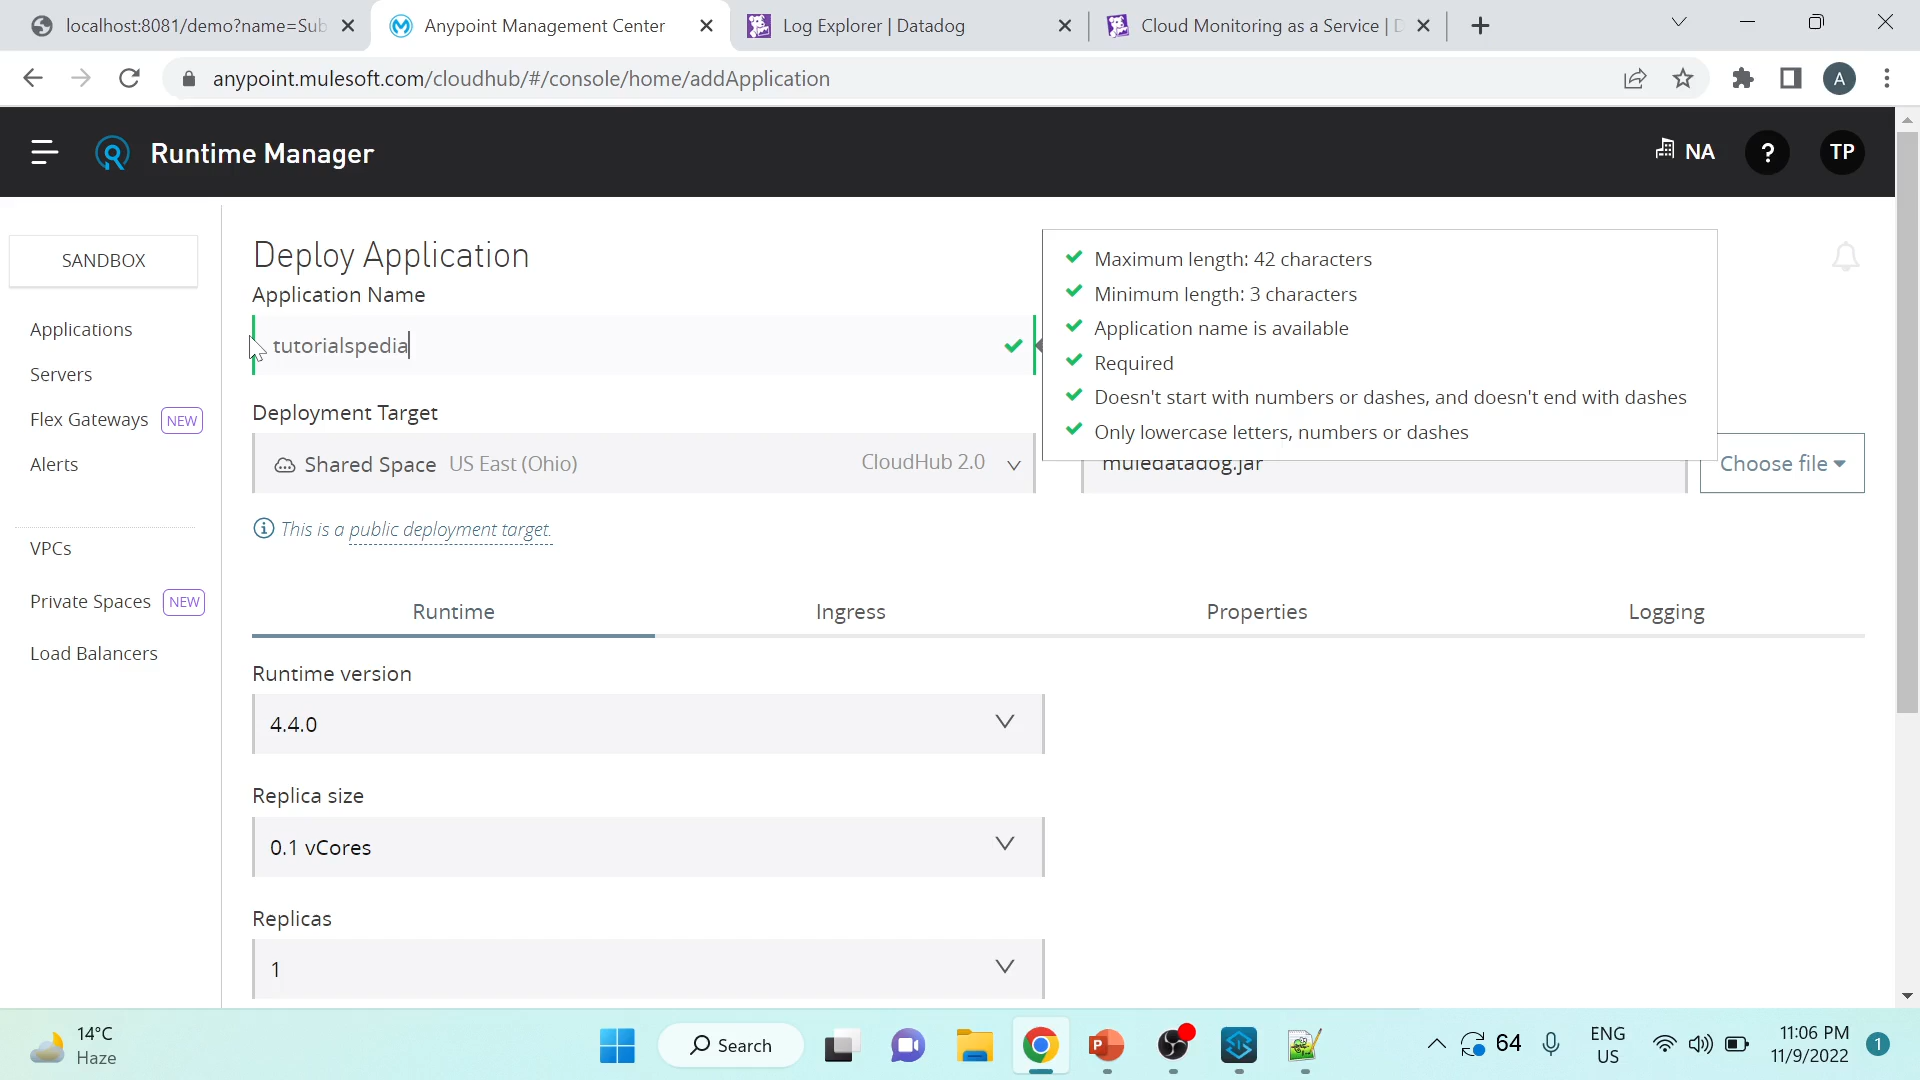 localhost:8081/demo?name=Sub
Anypoint Management Center
Log Explorer | Datadog
Cloud Monitoring as a Service | D
anypoint.mulesoft.com/cloudhub/#/console/home/addApplication
A
Runtime Manager
NA
?
TP
SANDBOX
Applications
Servers
Flex Gateways NEW
Alerts
VPCs
Private Spaces NEW
Load Balancers
Deploy Application
Application Name
tutorialspedia
Maximum length: 42 characters
Minimum length: 3 characters
Application name is available
Required
Doesn't start with numbers or dashes, and doesn't end with dashes
Only lowercase letters, numbers or dashes
Deployment Target
Shared Space US East (Ohio) CloudHub 2.0
muledatadog.jar
Choose file
This is a public deployment target.
Runtime
Ingress
Properties
Logging
Runtime version
4.4.0
Replica size
0.1 vCores
Replicas
1
14°C
Haze
Search
64
ENG
US
11:06 PM
11/9/2022
1